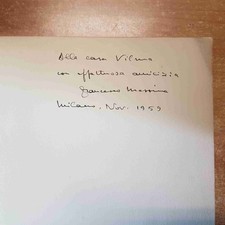 Alla cara Vilma
con affettuosa amicizia
Francesco Messina
Milano, Nov. 1959